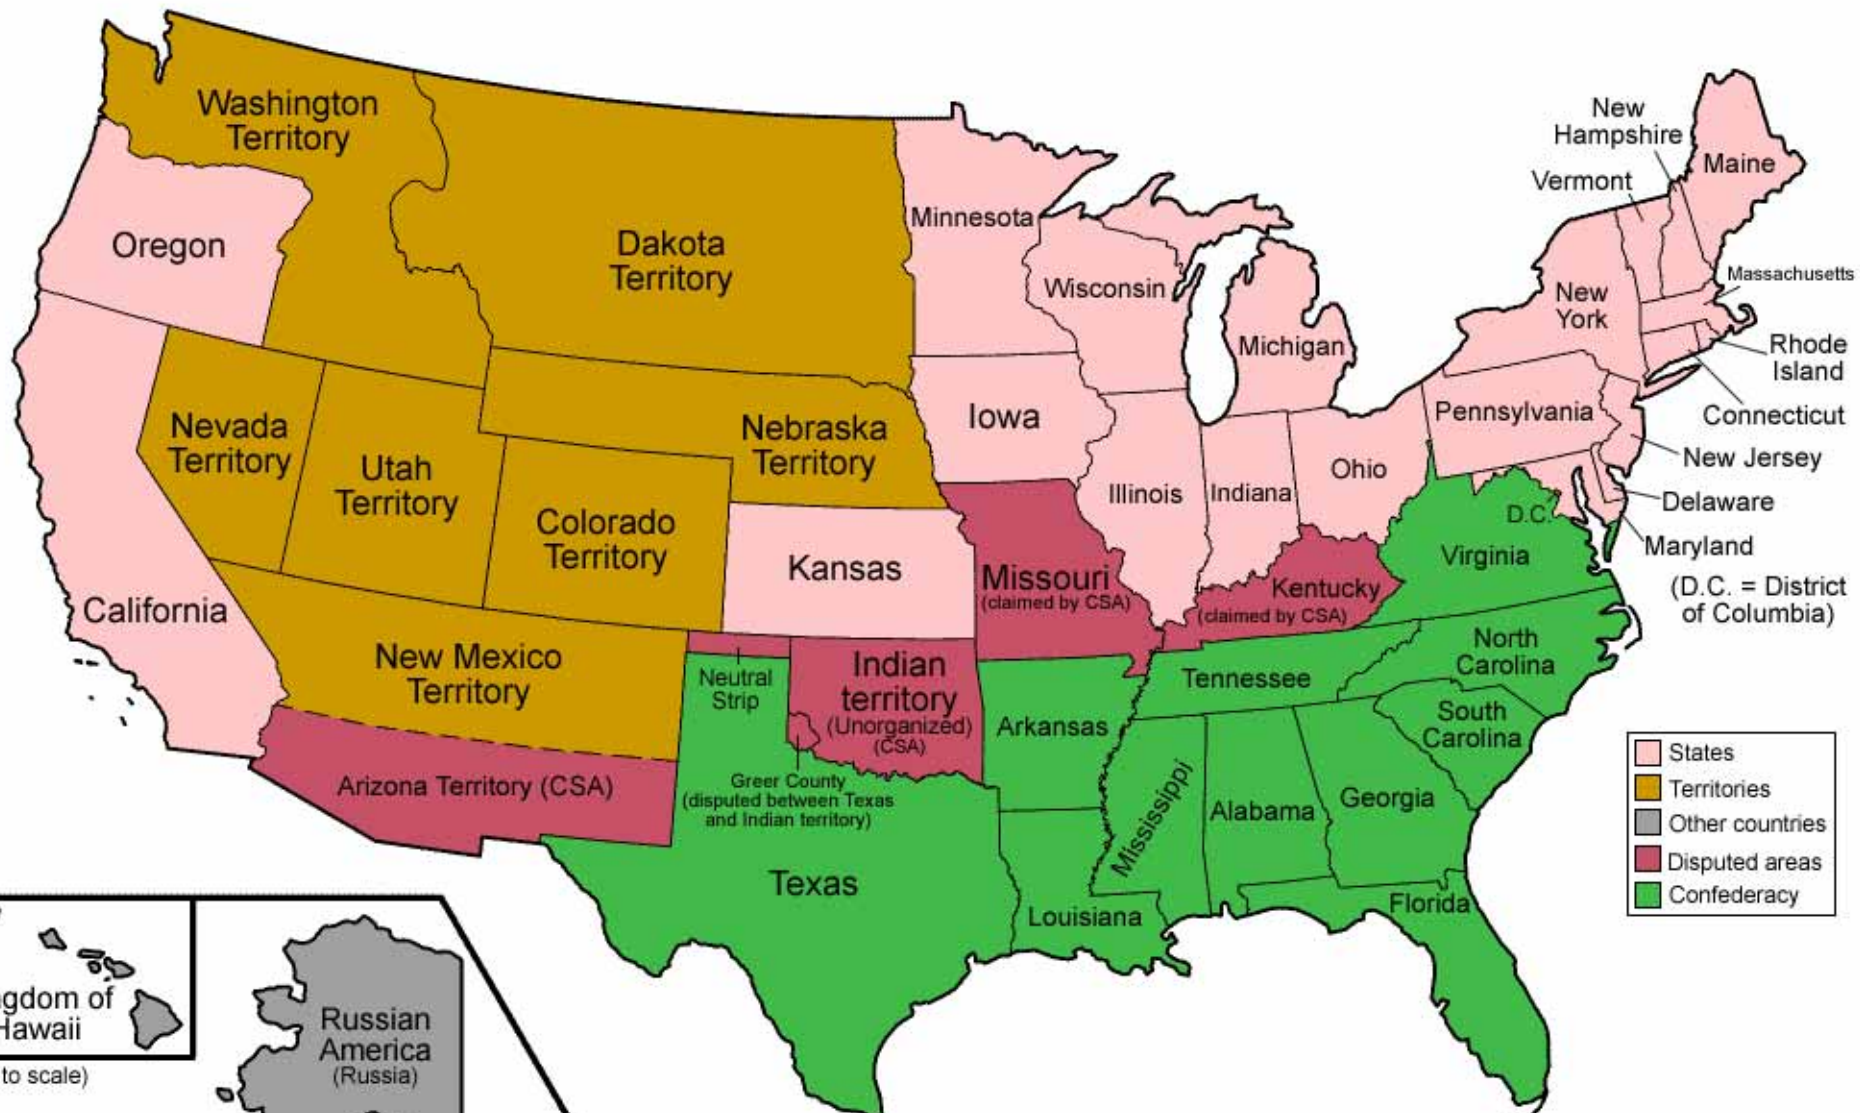 Washington
Territory
Oregon
Dakota
Territory
Minnesota
Wisconsin
Michigan
New
Hampshire
Vermont
Maine
Massachusetts
New
York
Rhode
Island
Connecticut
Pennsylvania
New Jersey
Delaware
Maryland
(D.C. = District
of Columbia)
Nevada
Territory
Utah
Territory
Colorado
Territory
Nebraska
Territory
Iowa
Illinois
Indiana
Ohio
D.C.
Virginia
California
Kansas
Missouri
(claimed by CSA)
Kentucky
(claimed by CSA)
New Mexico
Territory
Neutral
Strip
Indian
territory
(Unorganized)
(CSA)
Arkansas
Tennessee
North
Carolina
South
Carolina
Arizona Territory (CSA)
Greer County
(disputed between Texas
and Indian territory)
Texas
Louisiana
Mississippi
Alabama
Georgia
Florida
States
Territories
Other countries
Disputed areas
Confederacy
gdom of
Hawaii
to scale)
Russian
America
(Russia)